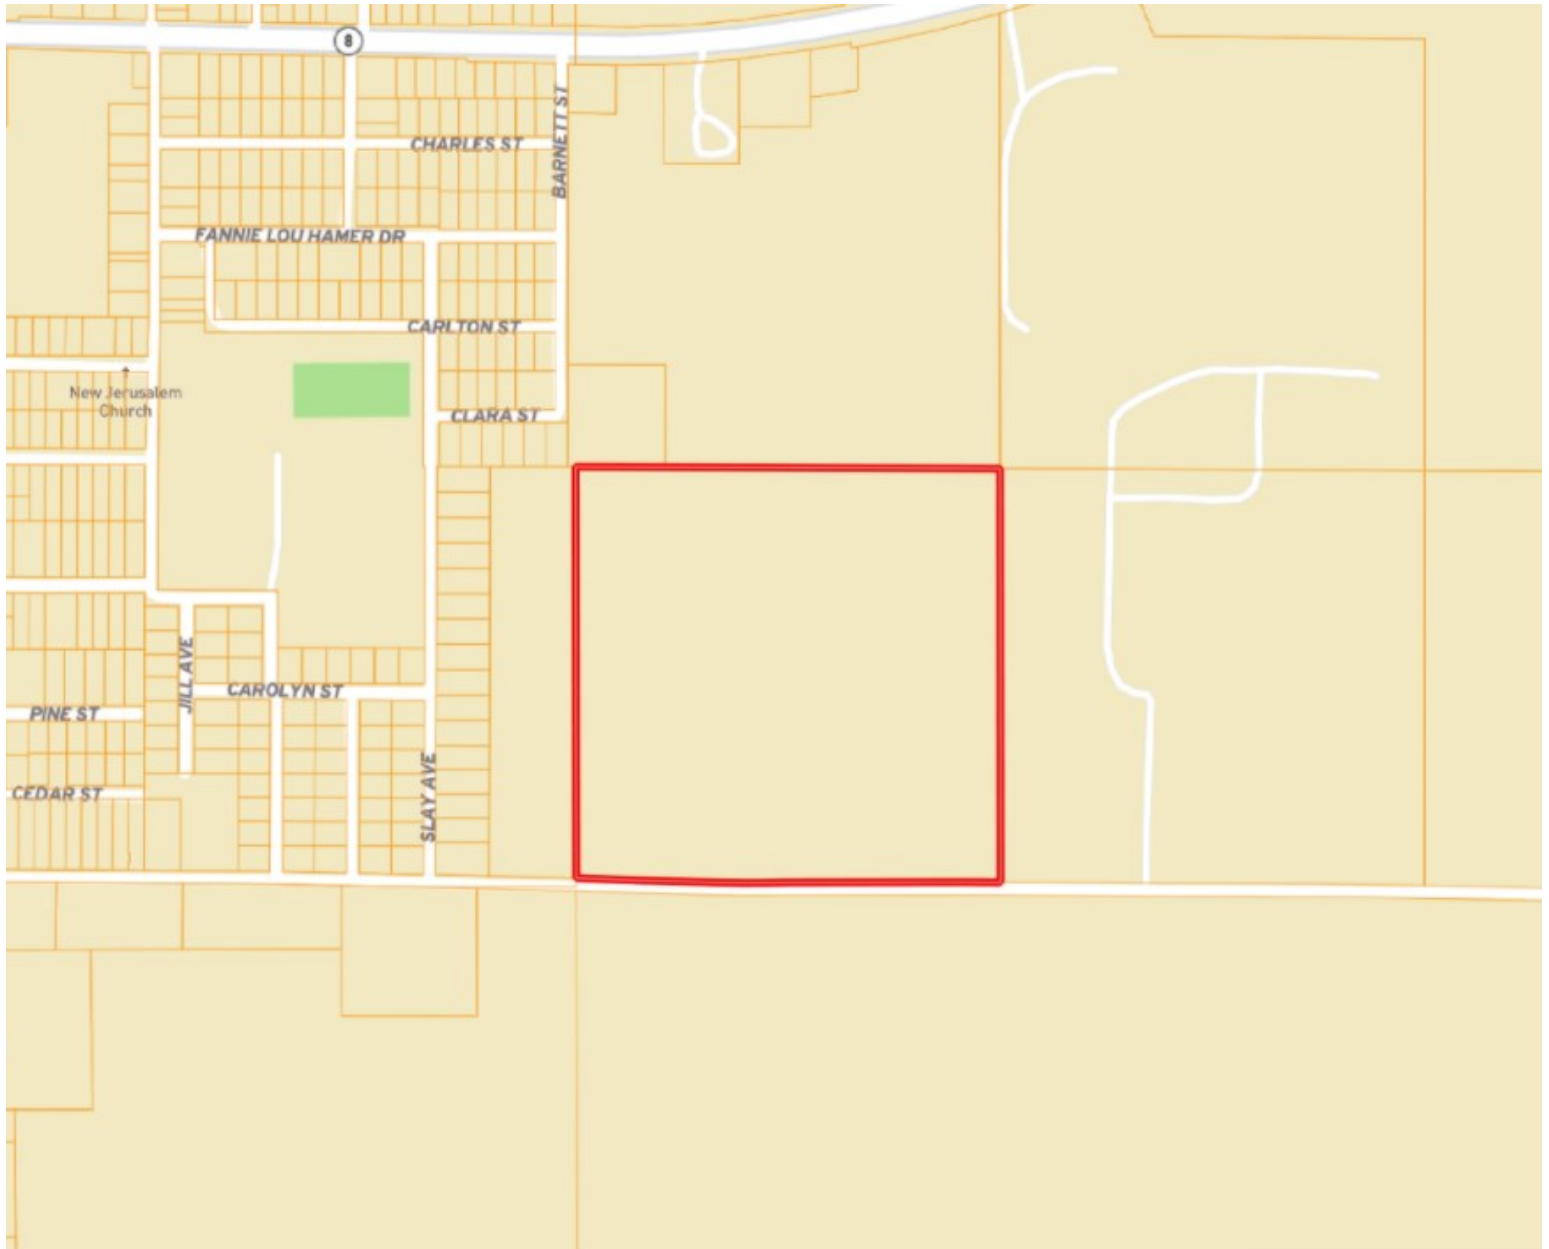 8
CHARLES ST
BARNETT ST
FANNIE LOU HAMER DR
CARLTON ST
New Jerusalem
Church
CLARA ST
JILL AVE
CAROLYN ST
PINE ST
SLAY AVE
CEDAR ST